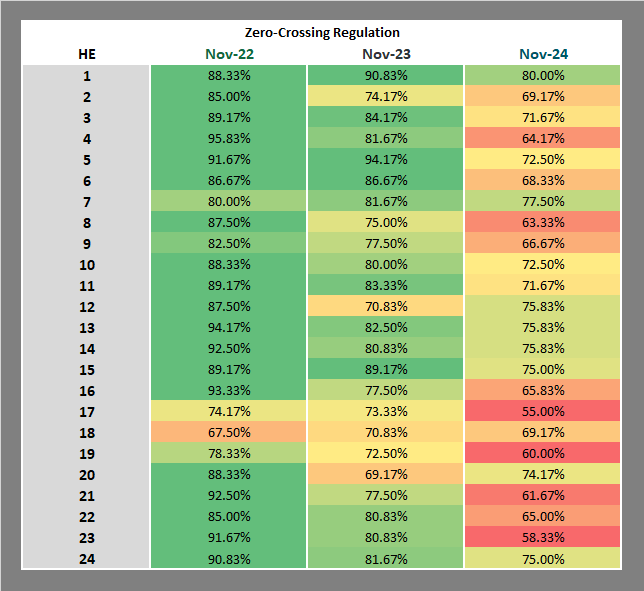 Zero-Crossing Regulation
HE Nov-22 Nov-23 Nov-24
1 88.33% 90.83% 80.00%
2 85.00% 74.17% 69.17%
3 89.17% 84.17% 71.67%
4 95.83% 81.67% 64.17%
5 91.67% 94.17% 72.50%
6 86.67% 86.67% 68.33%
7 80.00% 81.67% 77.50%
8 87.50% 75.00% 63.33%
9 82.50% 77.50% 66.67%
10 88.33% 80.00% 72.50%
11 89.17% 83.33% 71.67%
12 87.50% 70.83% 75.83%
13 94.17% 82.50% 75.83%
14 92.50% 80.83% 75.83%
15 89.17% 89.17% 75.00%
16 93.33% 77.50% 65.83%
17 74.17% 73.33% 55.00%
18 67.50% 70.83% 69.17%
19 78.33% 72.50% 60.00%
20 88.33% 69.17% 74.17%
21 92.50% 77.50% 61.67%
22 85.00% 80.83% 65.00%
23 91.67% 80.83% 58.33%
24 90.83% 81.67% 75.00%